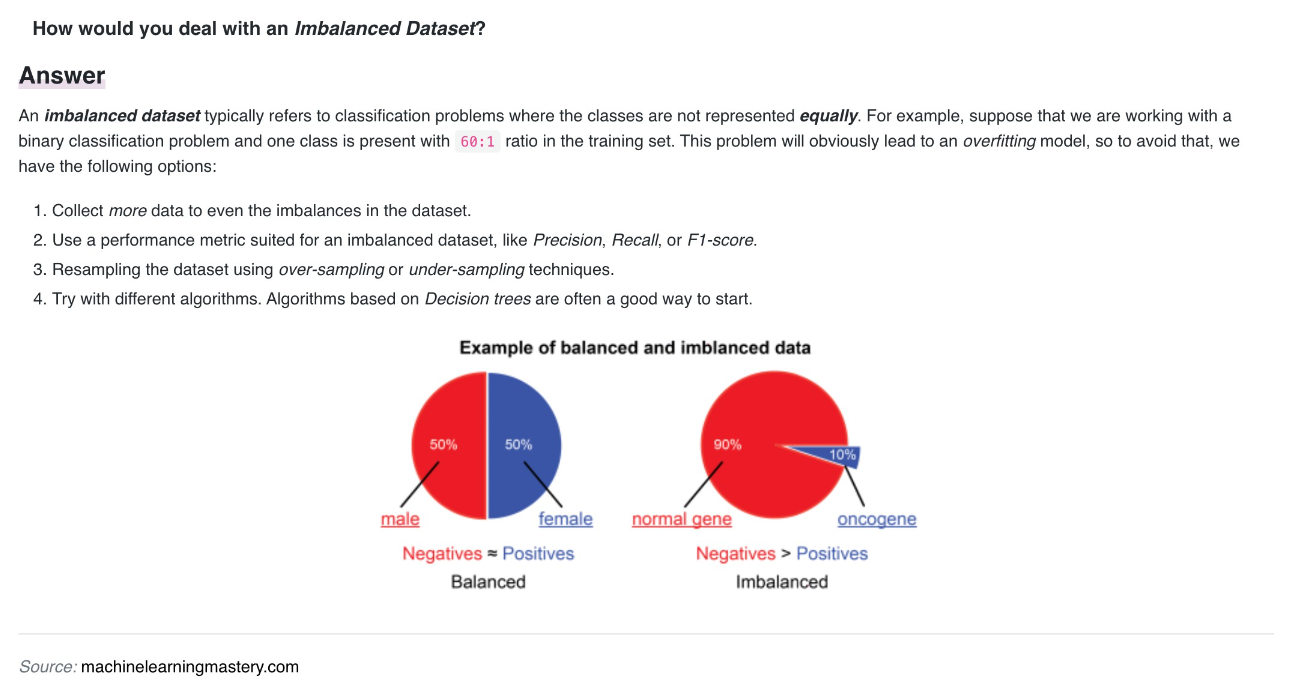 How would you deal with an Imbalanced Dataset?
Answer
An imbalanced dataset typically refers to classification problems where the classes are not represented equally. For example, suppose that we are working with a
binary classification problem and one class is present with 60:1 ratio in the training set. This problem will obviously lead to an overfitting model, so to avoid that, we
have the following options:
1. Collect more data to even the imbalances in the dataset.
2. Use a performance metric suited for an imbalanced dataset, like Precision, Recall, or F1-score.
3. Resampling the dataset using over-sampling or under-sampling techniques.
4. Try with different algorithms. Algorithms based on Decision trees are often a good way to start.
Example of balanced and imblanced data
50% 50%
male female
Negatives ≈ Positives
Balanced
90% 10%
normal gene oncogene
Negatives > Positives
Imbalanced
Source: machinelearningmastery.com